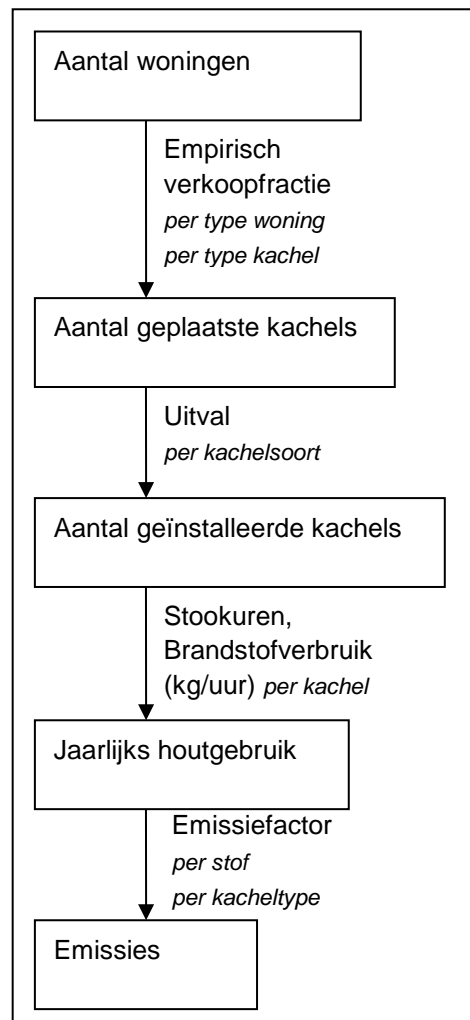 Aantal woningen
Empirisch
verkoopfractie
per type woning
per type kachel
Aantal geplaatste kachels
Uitval
per kachelsoort
Aantal geïnstalleerde kachels
Stookuren,
Brandstofverbruik
(kg/uur) per kachel
Jaarlijks houtgebruik
Emissiefactor
per stof
per kacheltype
Emissies